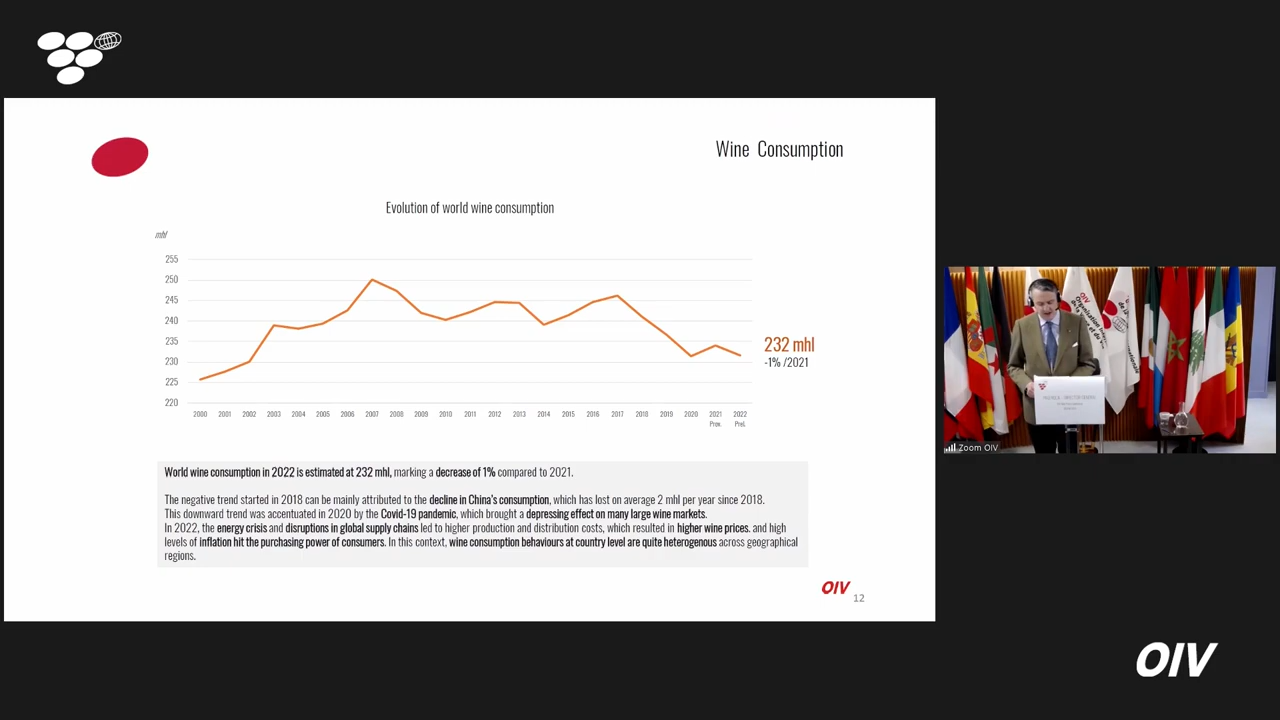 Wine Consumption
Evolution of world wine consumption
mhl
255
250
245
240
235
230
225
220
2000 2001 2002 2003 2004 2005 2006 2007 2008 2009 2010 2011 2012 2013 2014 2015 2016 2017 2018 2019 2020 2021 2022
Prov. Prel.
232 mhl
-1% /2021
World wine consumption in 2022 is estimated at 232 mhl, marking a decrease of 1% compared to 2021.
The negative trend started in 2018 can be mainly attributed to the decline in China's consumption, which has lost on average 2 mhl per year since 2018.
This downward trend was accentuated in 2020 by the Covid-19 pandemic, which brought a depressing effect on many large wine markets.
In 2022, the energy crisis and disruptions in global supply chains led to higher production and distribution costs, which resulted in higher wine prices. and high
levels of inflation hit the purchasing power of consumers. In this context, wine consumption behaviours at country level are quite heterogenous across geographical
regions.
OIV
12
OIV
Organisation
Zoom OIV
OIV